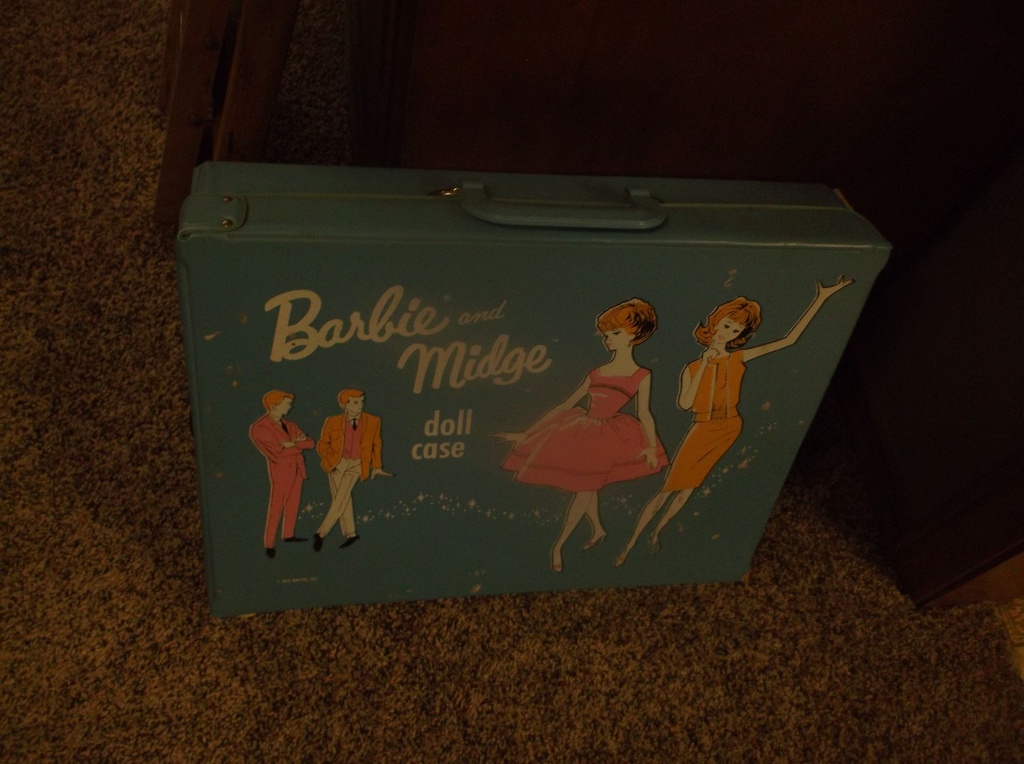 Barbie and
Midge
doll
case